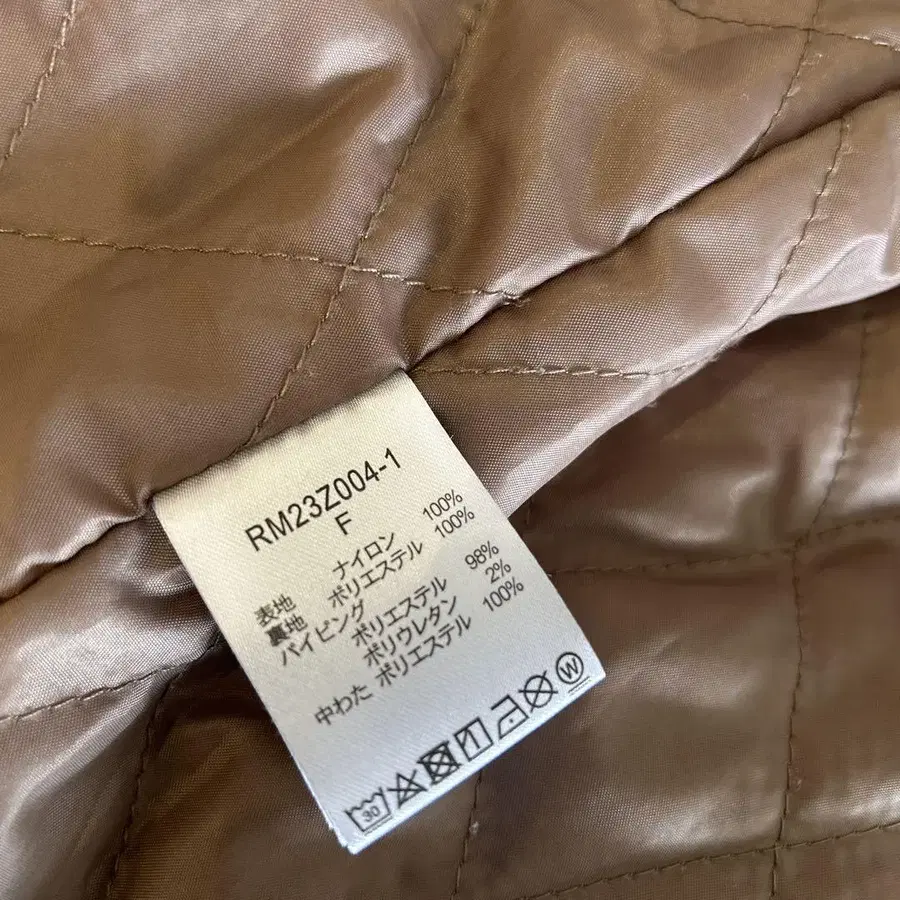 RM23Z004-1
F
表地 ナイロン 100%
裏地 ポリエステル 100%
パイピング
ポリエステル 98%
ポリウレタン 2%
中わた ポリエステル 100%
30
W